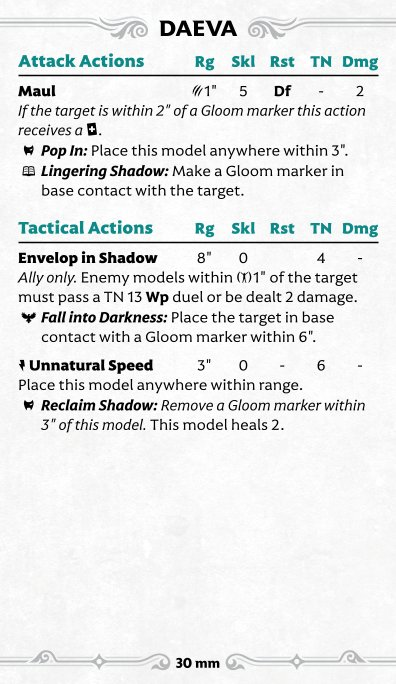 DAEVA
Attack Actions Rg Skl Rst TN Dmg
Maul 1" 5 Df - 2
If the target is within 2" of a Gloom marker this action
receives a .
Pop In: Place this model anywhere within 3".
Lingering Shadow: Make a Gloom marker in
base contact with the target.
Tactical Actions Rg Skl Rst TN Dmg
Envelop in Shadow 8" 0 4 -
Ally only. Enemy models within 1" of the target
must pass a TN 13 Wp duel or be dealt 2 damage.
Fall into Darkness: Place the target in base
contact with a Gloom marker within 6".
Unnatural Speed 3" 0 - 6 -
Place this model anywhere within range.
Reclaim Shadow: Remove a Gloom marker within
3" of this model. This model heals 2.
30 mm